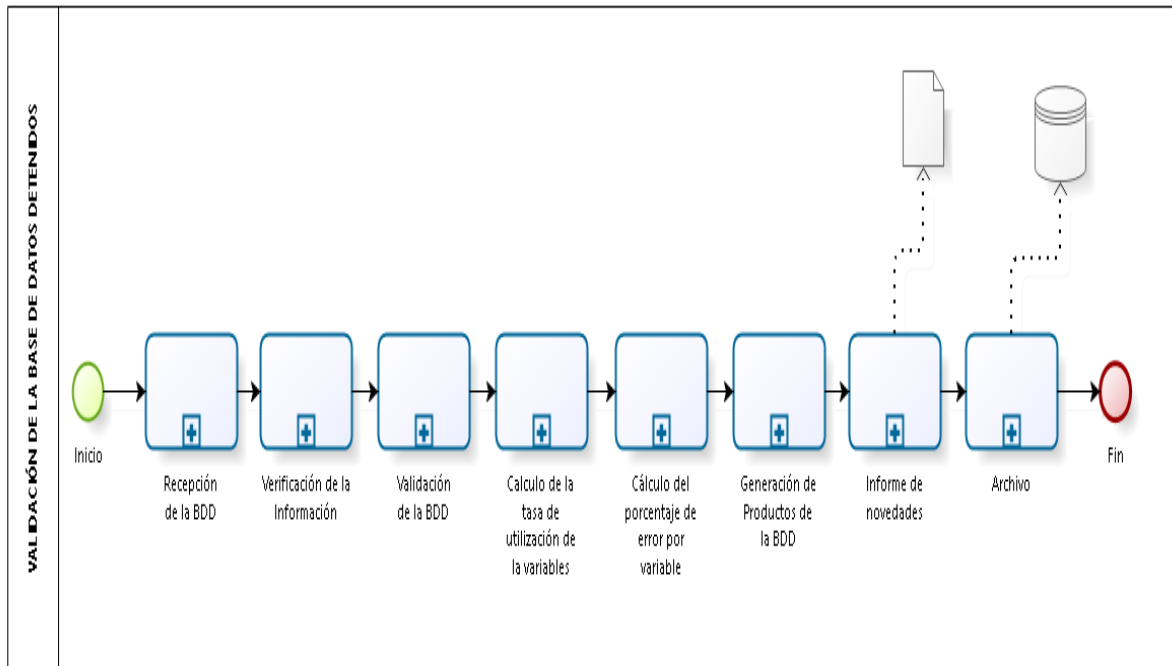 VALIDACIÓN DE LA BASE DE DATOS DETENIDOS
Inicio
Recepción
de la BDD
Verificación de la
Información
Validación
de la BDD
Calculo de la
tasa de
utilización de
la variables
Cálculo del
porcentaje de
error por
variable
Generación de
Productos de
la BDD
Informe de
novedades
Archivo
Fin